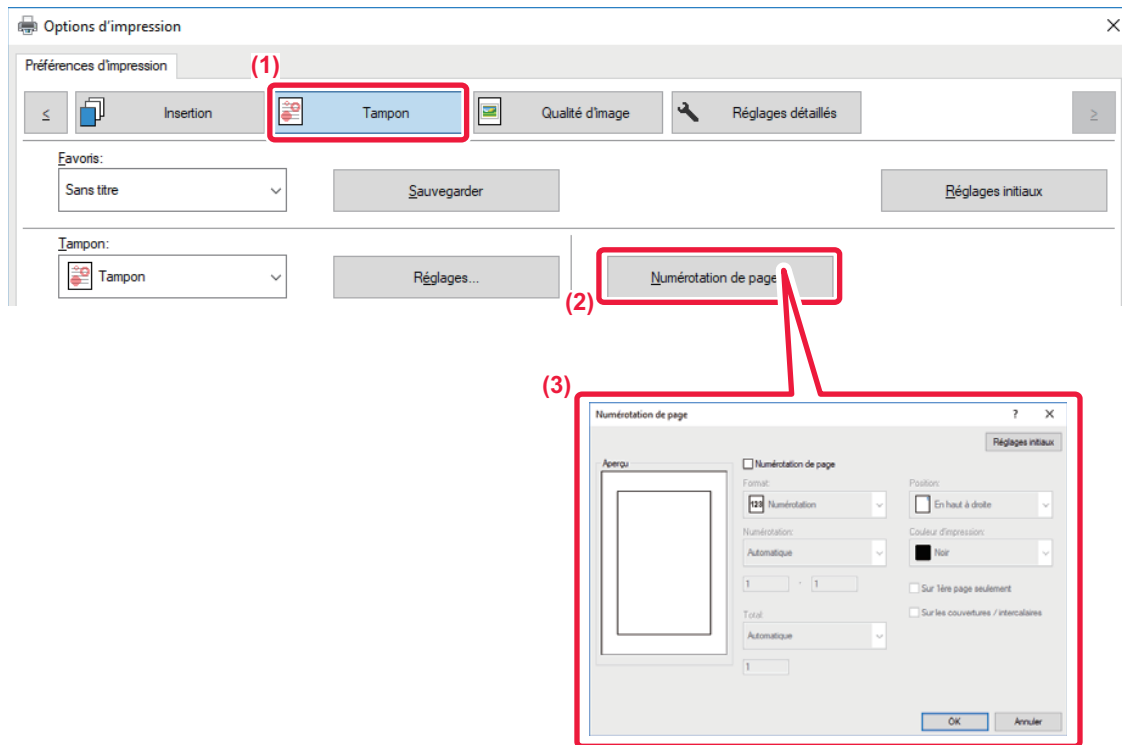 Options d'impression
Préférences d'impression
(1)
≤ Insertion Tampon Qualité d'image Réglages détaillés ≥
Favoris:
Sans titre Sauvegarder Réglages initiaux
Tampon:
Tampon Réglages... Numérotation de page
(2)
(3)
Numérotation de page ? X
Réglages initiaux
Aperçu
Numérotation de page
Format: Position:
123 Numérotation En haut à droite
Numérotation: Couleur d'impression:
Automatique Noir
1 - 1 Sur 1ère page seulement
Total: Sur les couvertures / intercalaires
Automatique
1
OK Annuler